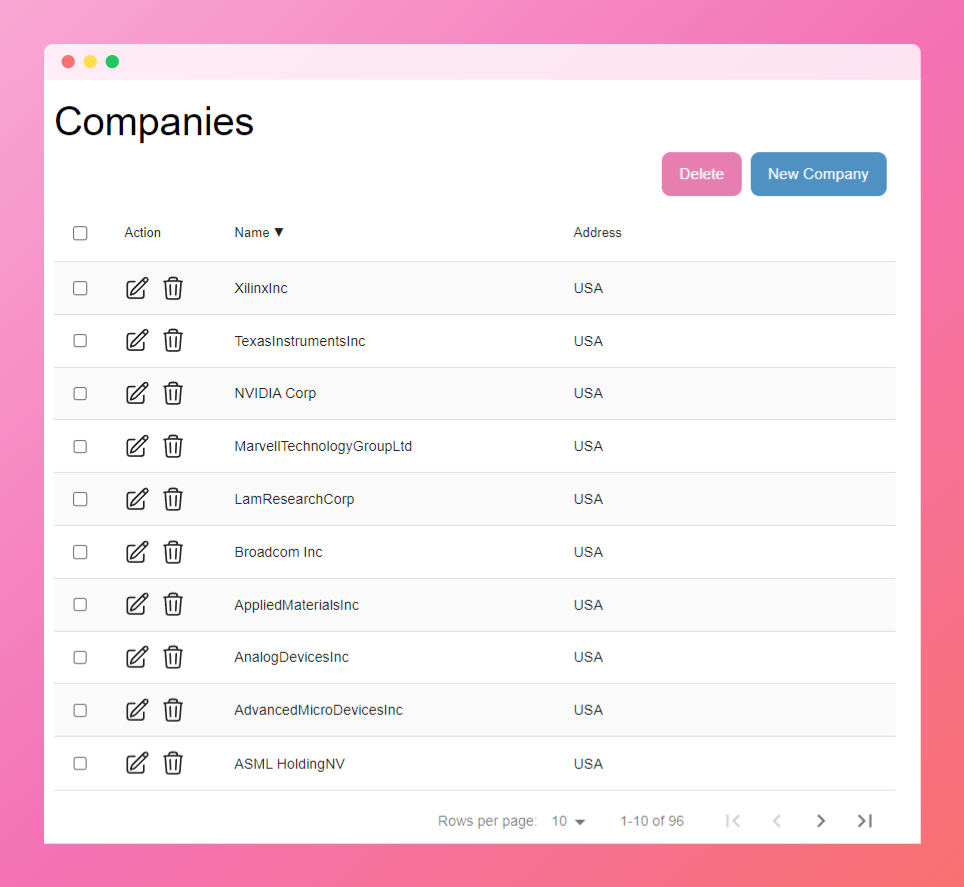 Companies
Delete New Company
Action Name ▼ Address
XilinxInc USA
TexasInstrumentsInc USA
NVIDIA Corp USA
MarvellTechnologyGroupLtd USA
LamResearchCorp USA
Broadcom Inc USA
AppliedMaterialsInc USA
AnalogDevicesInc USA
AdvancedMicroDevicesInc USA
ASML HoldingNV USA
Rows per page: 10 1-10 of 96